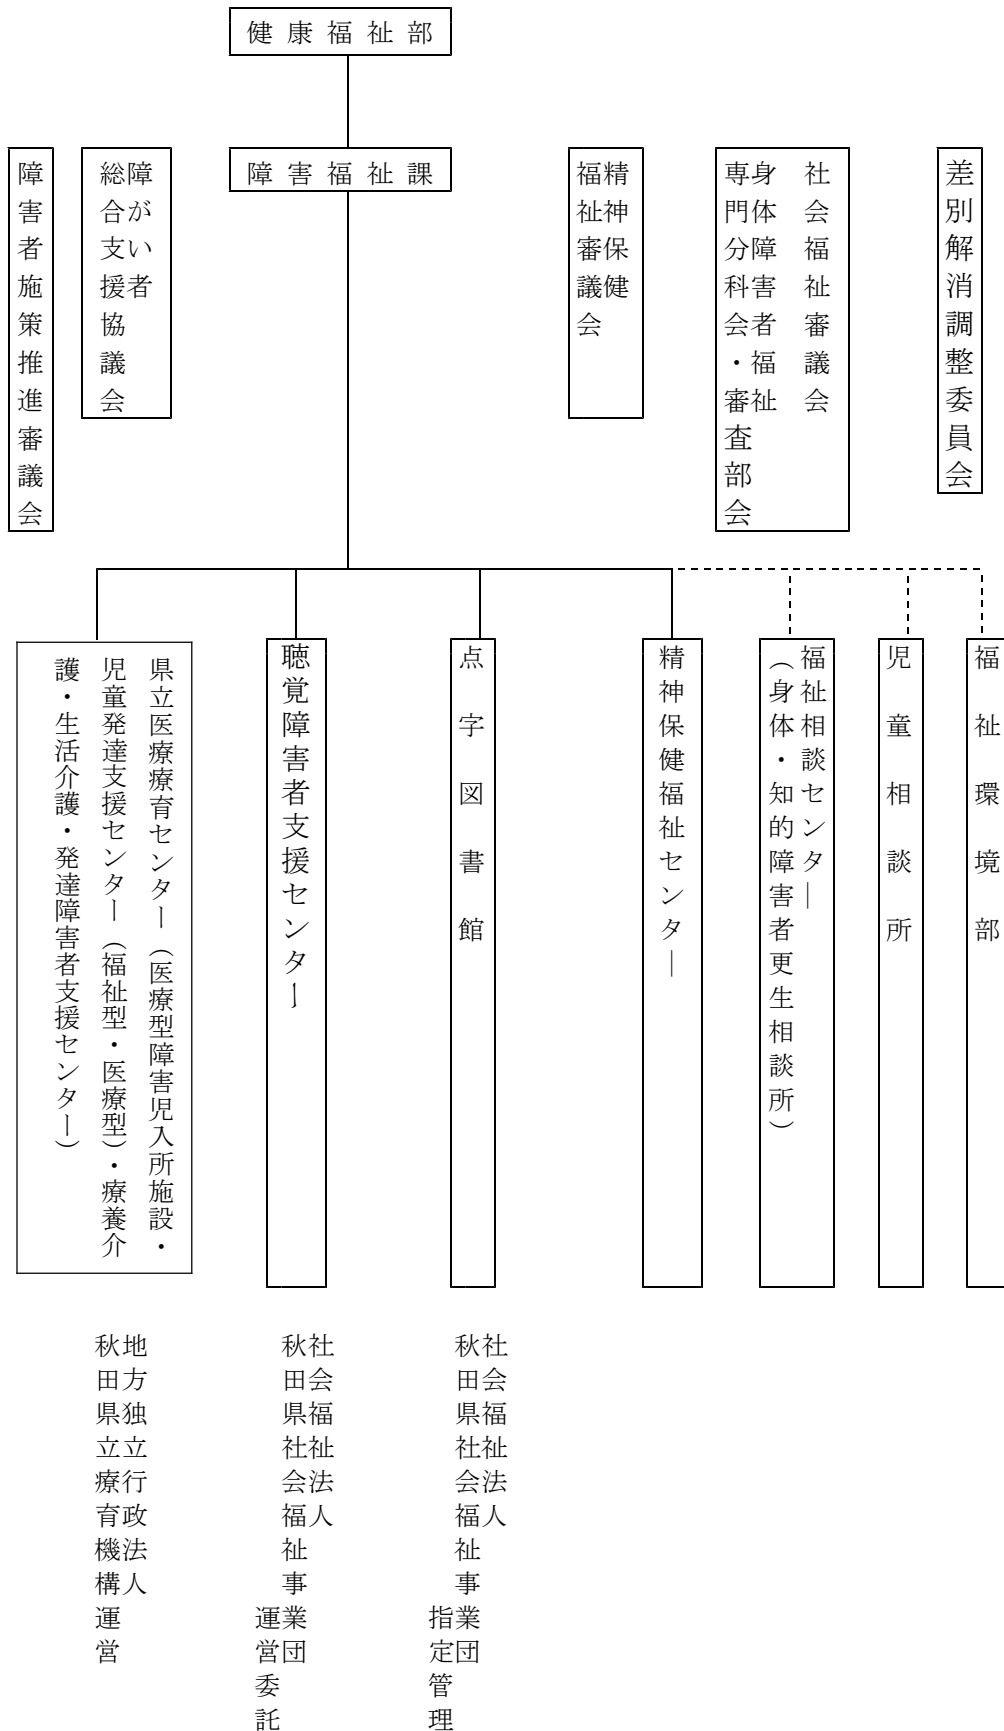 健康福祉部
障害福祉課
差別解消調整委員会
社会福祉審議会
身体障害者・福祉
専門分科会・審査部会
精神保健
福祉審議会
障がい者
総合支援協議会
障害者施策推進審議会
福祉環境部
児童相談所
福祉相談センター
（身体・知的障害者更生相談所）
精神保健福祉センター
点字図書館
聴覚障害者支援センター
県立医療療育センター（医療型障害児入所施設・
児童発達支援センター（福祉型・医療型）・療養介
護・生活介護・発達障害者支援センター）
社会福祉法人
秋田県社会福祉事業団
指定管理
社会福祉法人
秋田県社会福祉事業団
運営委託
地方独立行政法人
秋田県立療育機構運営